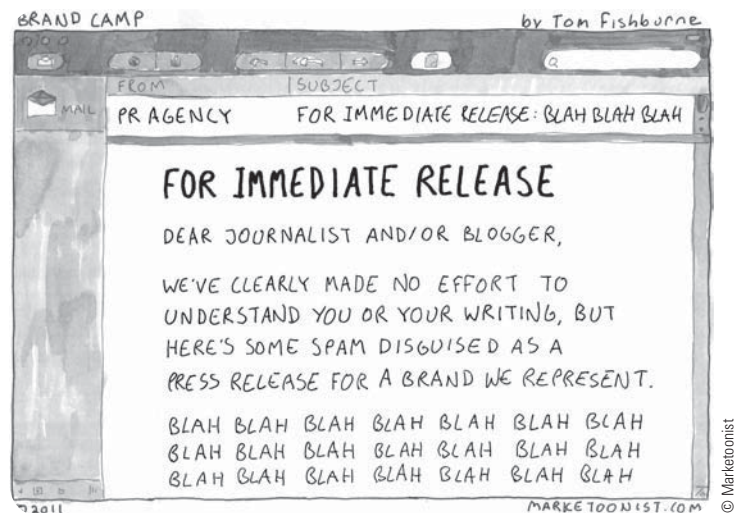 BRAND CAMP
by Tom Fishburne
FROM
SUBJECT
MAIL
PR AGENCY
FOR IMMEDIATE RELEASE: BLAH BLAH BLAH
FOR IMMEDIATE RELEASE
DEAR JOURNALIST AND/OR BLOGGER,
WE'VE CLEARLY MADE NO EFFORT TO
UNDERSTAND YOU OR YOUR WRITING, BUT
HERE'S SOME SPAM DISGUISED AS A
PRESS RELEASE FOR A BRAND WE REPRESENT.
BLAH BLAH BLAH BLAH BLAH BLAH BLAH
BLAH BLAH BLAH BLAH BLAH BLAH BLAH
BLAH BLAH BLAH BLAH BLAH BLAH BLAH
2011
MARKETOONIST.COM
© Marketoonist